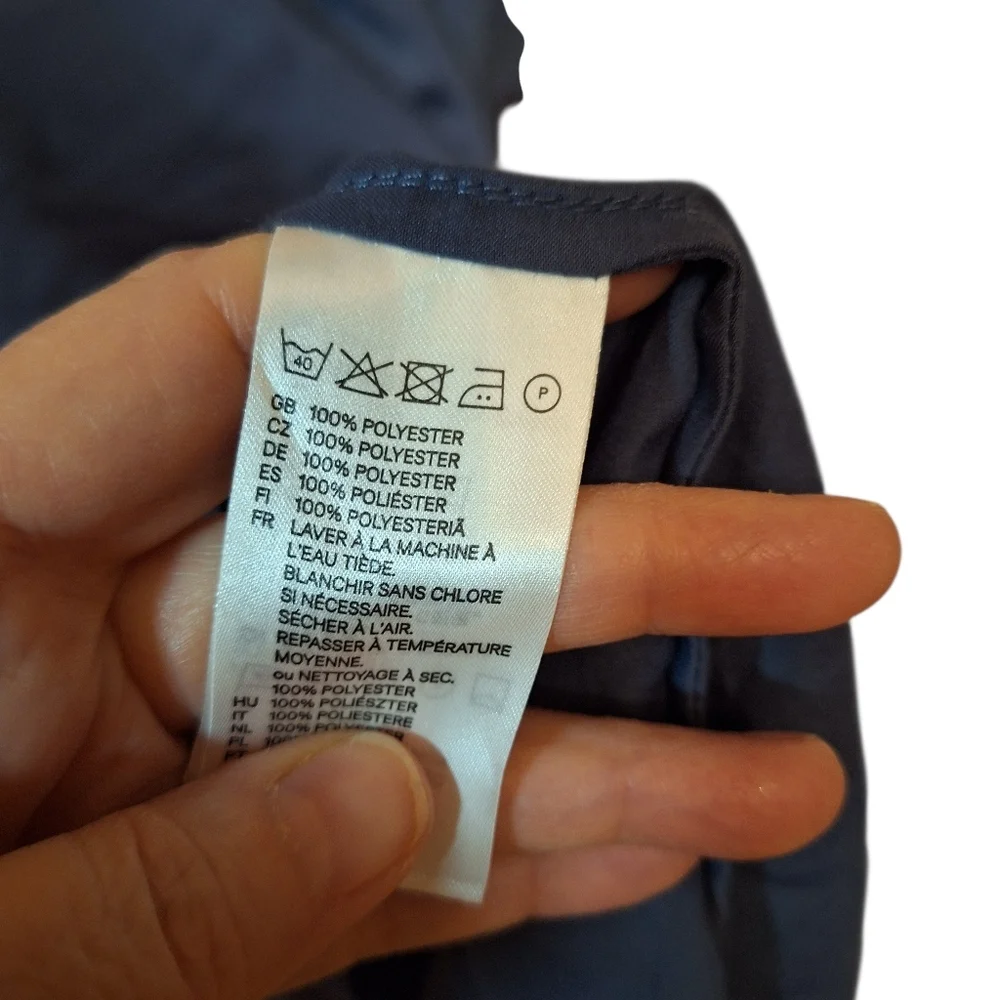 40 P
GB 100% POLYESTER
CZ 100% POLYESTER
DE 100% POLYESTER
ES 100% POLIÉSTER
FI 100% POLYESTERIÄ
FR LAVER À LA MACHINE À
L'EAU TIÈDE.
BLANCHIR SANS CHLORE
SI NÉCESSAIRE.
SÉCHER À L'AIR.
REPASSER À TEMPÉRATURE
MOYENNE.
OU NETTOYAGE À SEC.
100% POLYESTER
HU 100% POLIÉSZTER
IT 100% POLIESTERE
NL 100% POLYESTER
PL